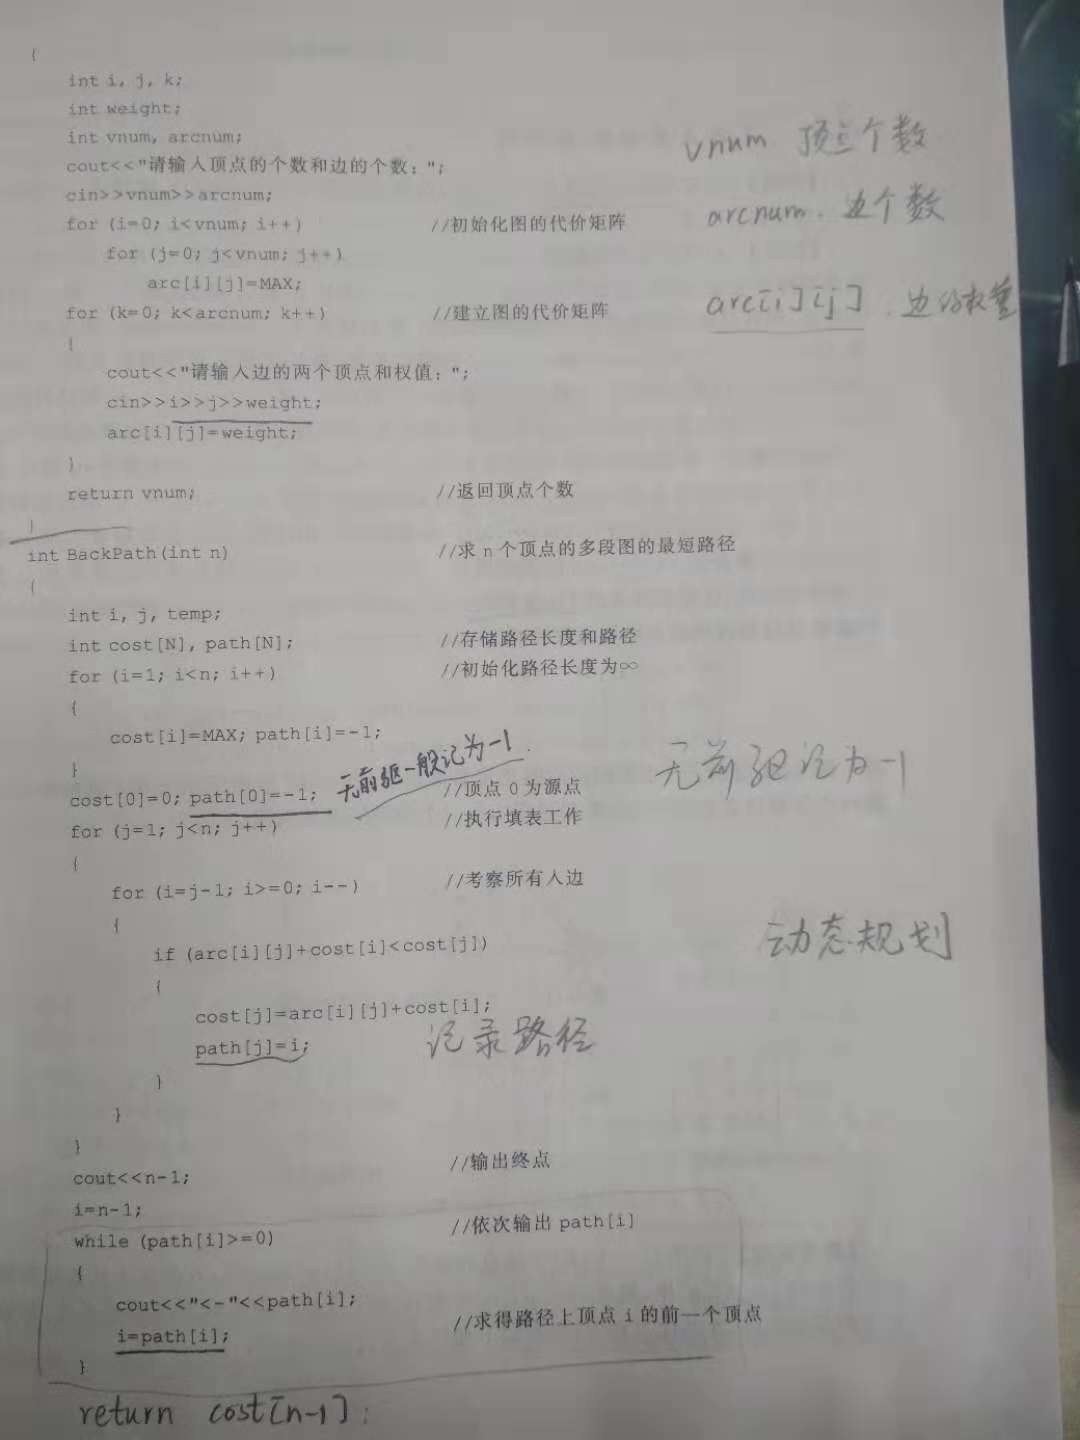 {
int i, j, k;
int weight;
int vnum, arcnum;
cout<<"请输入顶点的个数和边的个数：";
cin>>vnum>>arcnum;
vnum 顶点个数
for (i=0; i<vnum; i++) //初始化图的代价矩阵
arcnum. 边个数
for (j=0; j<vnum; j++)
arc[i][j]=MAX;
for (k=0; k<arcnum; k++) //建立图的代价矩阵
arc[i][j]. 边的权重
{
cout<<"请输入边的两个顶点和权值：";
cin>>i>>j>>weight;
arc[i][j]=weight;
}
return vnum; //返回顶点个数
}
int BackPath(int n) //求 n 个顶点的多段图的最短路径
{
int i, j, temp;
int cost[N], path[N]; //存储路径长度和路径
for (i=1; i<n; i++) //初始化路径长度为∞
{
cost[i]=MAX; path[i]=-1;
}
无前驱一般记为-1.
cost[0]=0; path[0]=-1; //顶点 0 为源点
无前驱记为-1
for (j=1; j<n; j++) //执行填表工作
{
for (i=j-1; i>=0; i--) //考察所有入边
{
if (arc[i][j]+cost[i]<cost[j])
动态规划
{
cost[j]=arc[i][j]+cost[i];
path[j]=i; 记录路径
}
}
}
cout<<n-1; //输出终点
i=n-1;
while (path[i]>=0) //依次输出 path[i]
{
cout<<"<-"<<path[i];
i=path[i]; //求得路径上顶点 i 的前一个顶点
}
return cost[n-1];